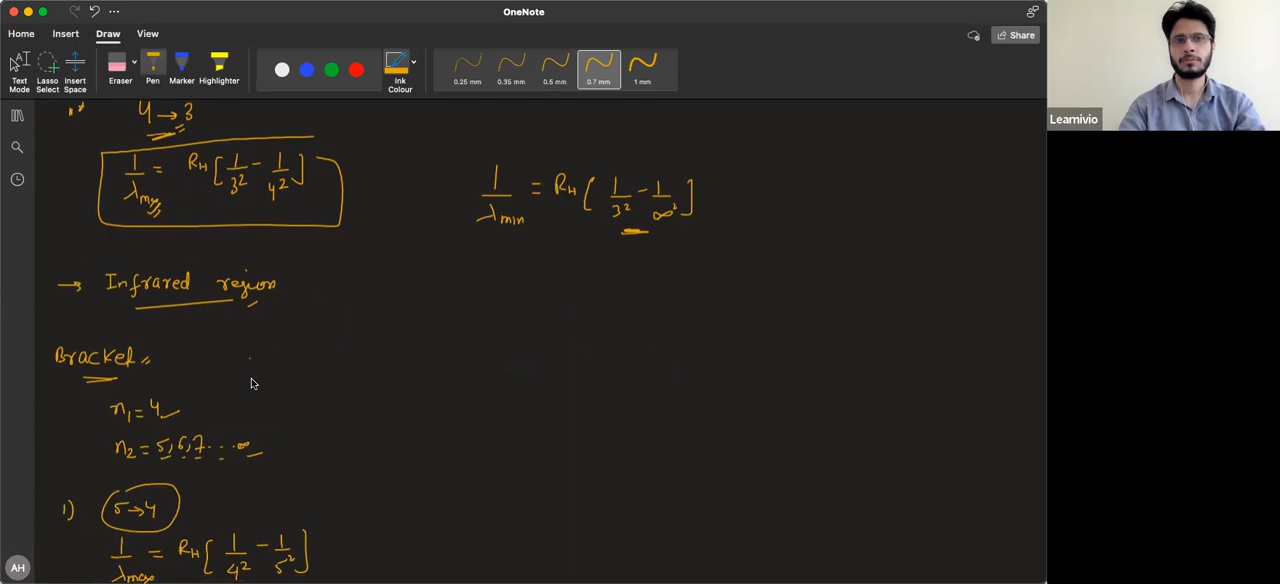 OneNote
Home Insert Draw View
Share
Text Mode
Lasso Select
Insert Space
Eraser
Pen
Marker
Highlighter
Ink Colour
0.25 mm
0.35 mm
0.5 mm
0.7 mm
1 mm
Learnivio
4 → 3
1/λmax = RH [1/3² − 1/4²]
1/λmin = RH [1/3² − 1/∞²]
→ Infrared region
Bracket
n₁ = 4
n₂ = 5, 6, 7 ... ∞
1) 5→4
1/λmax = RH [1/4² − 1/5²]
AH